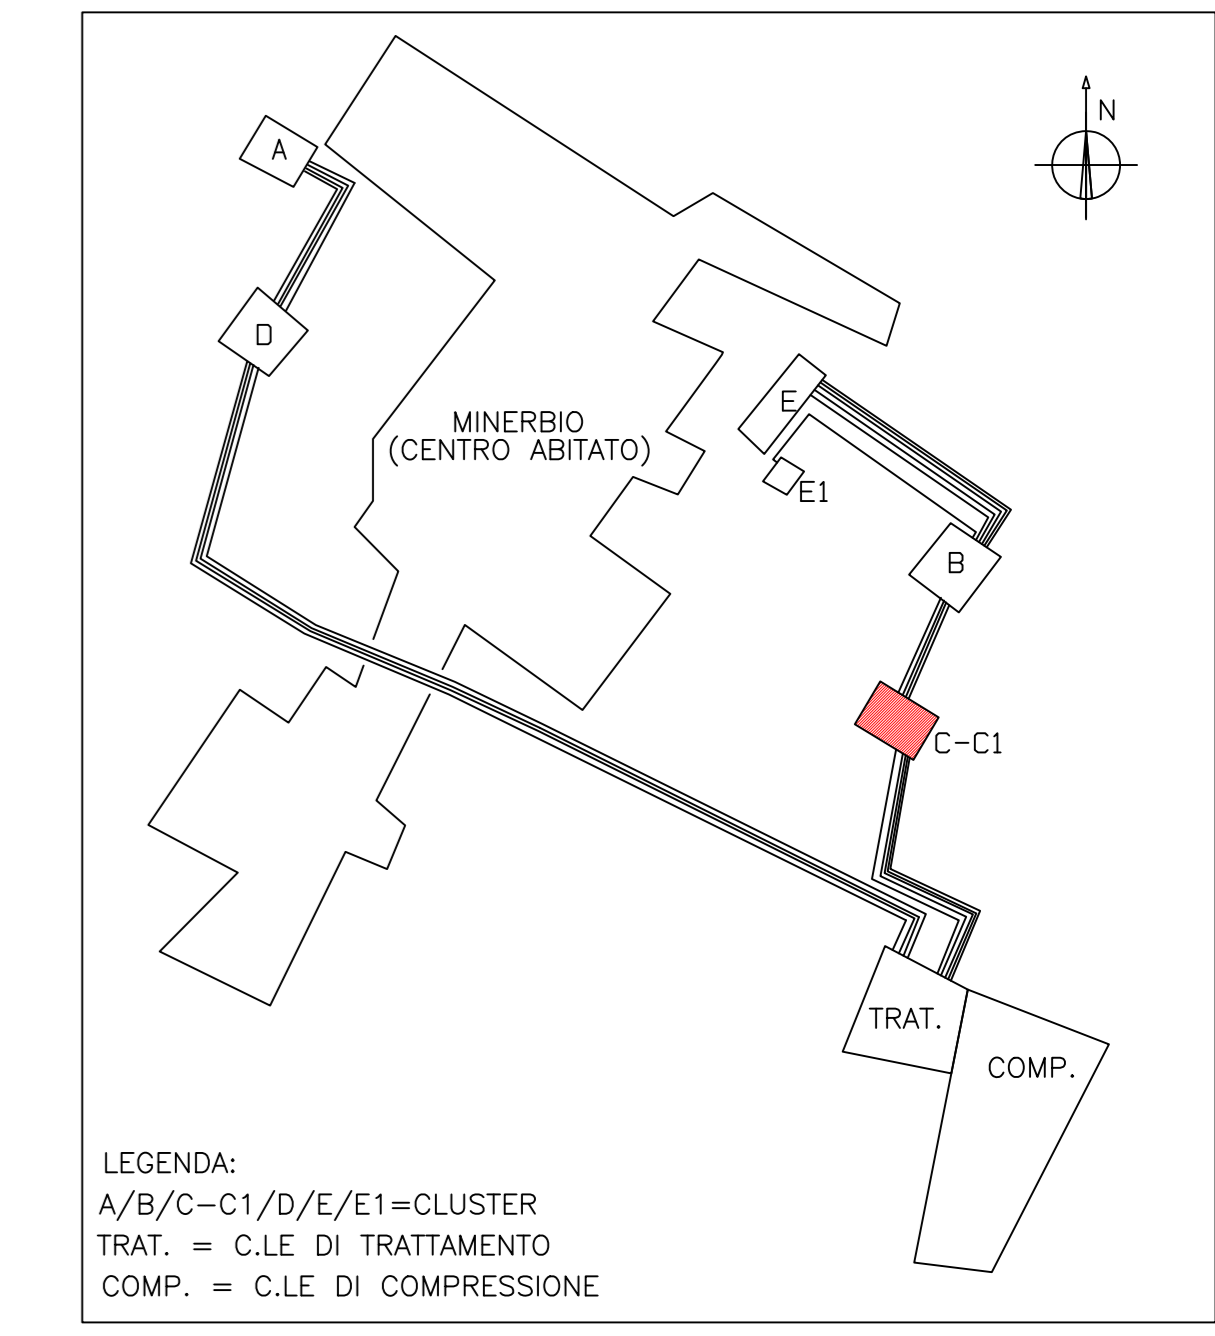 N
A
D
MINERBIO
(CENTRO ABITATO)
E
E1
B
C-C1
TRAT.
COMP.
LEGENDA:
A/B/C-C1/D/E/E1=CLUSTER
TRAT. = C.LE DI TRATTAMENTO
COMP. = C.LE DI COMPRESSIONE